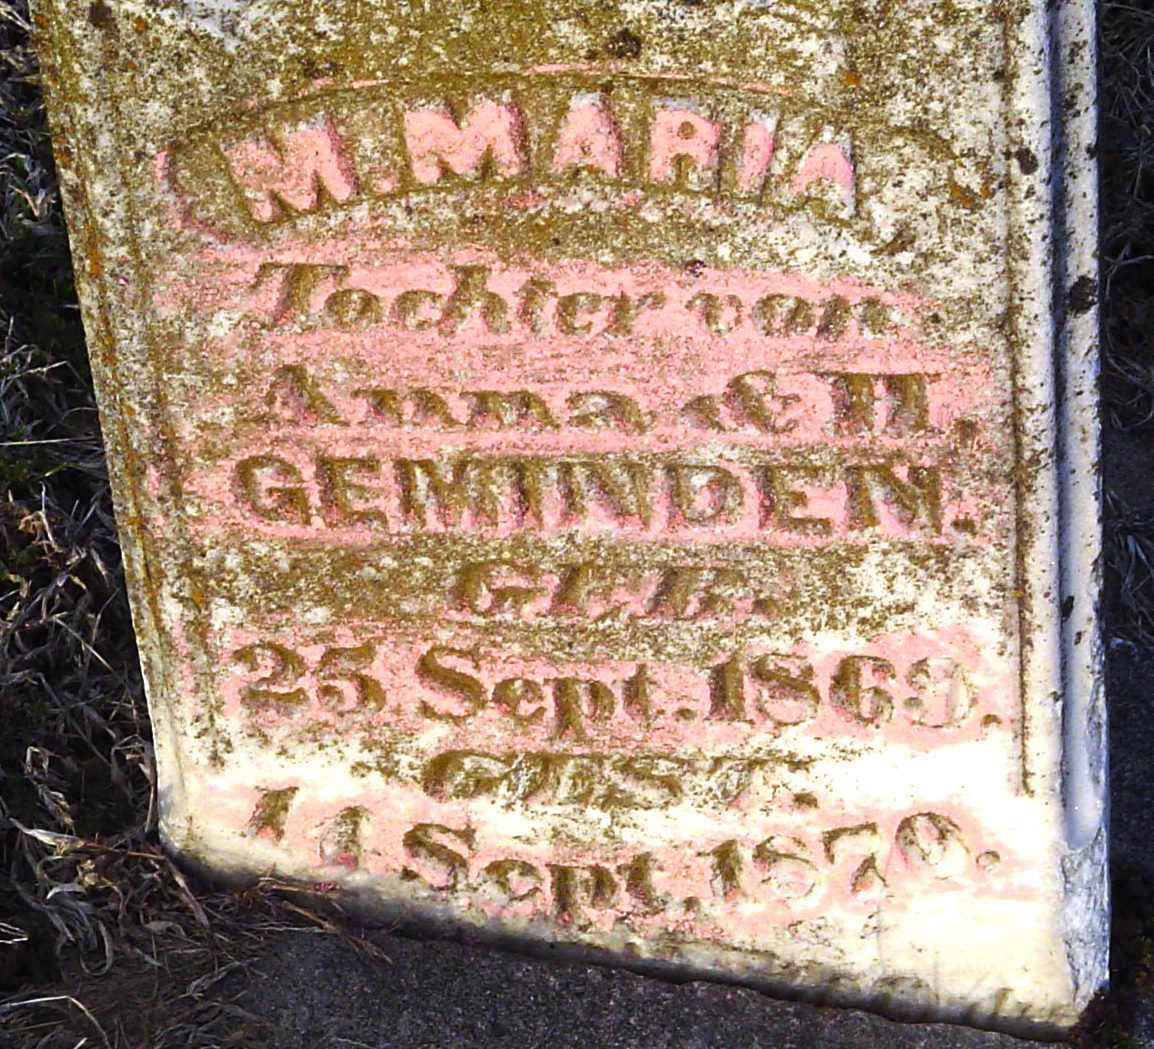 M. MARIA
Tochter von
Anna & H.
GEMINDEN.
GEB.
25 Sept. 1869.
GEST.
14 Sept. 1870.